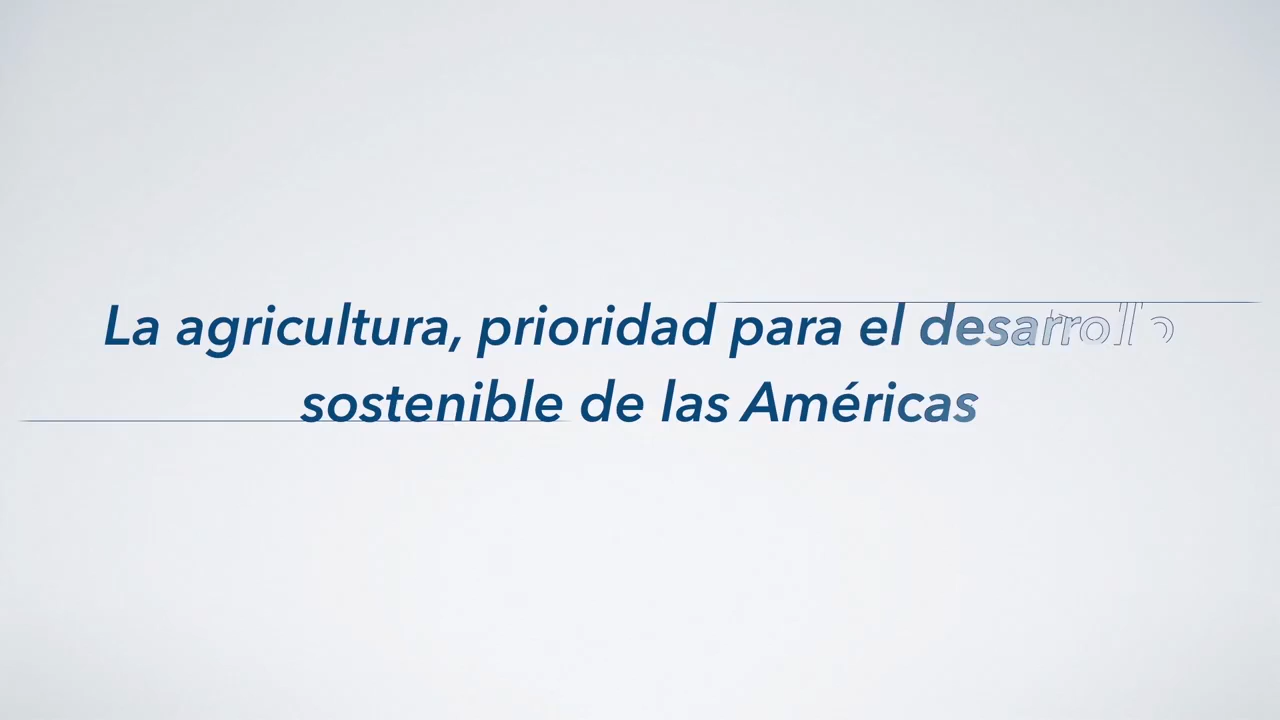 La agricultura, prioridad para el desarrollo
sostenible de las Américas